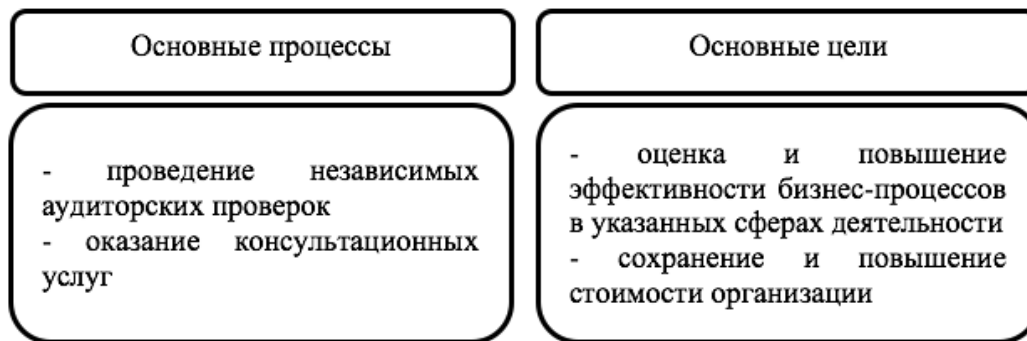 Основные процессы
- проведение независимых
аудиторских проверок
- оказание консультационных
услуг
Основные цели
- оценка и повышение
эффективности бизнес-процессов
в указанных сферах деятельности
- сохранение и повышение
стоимости организации